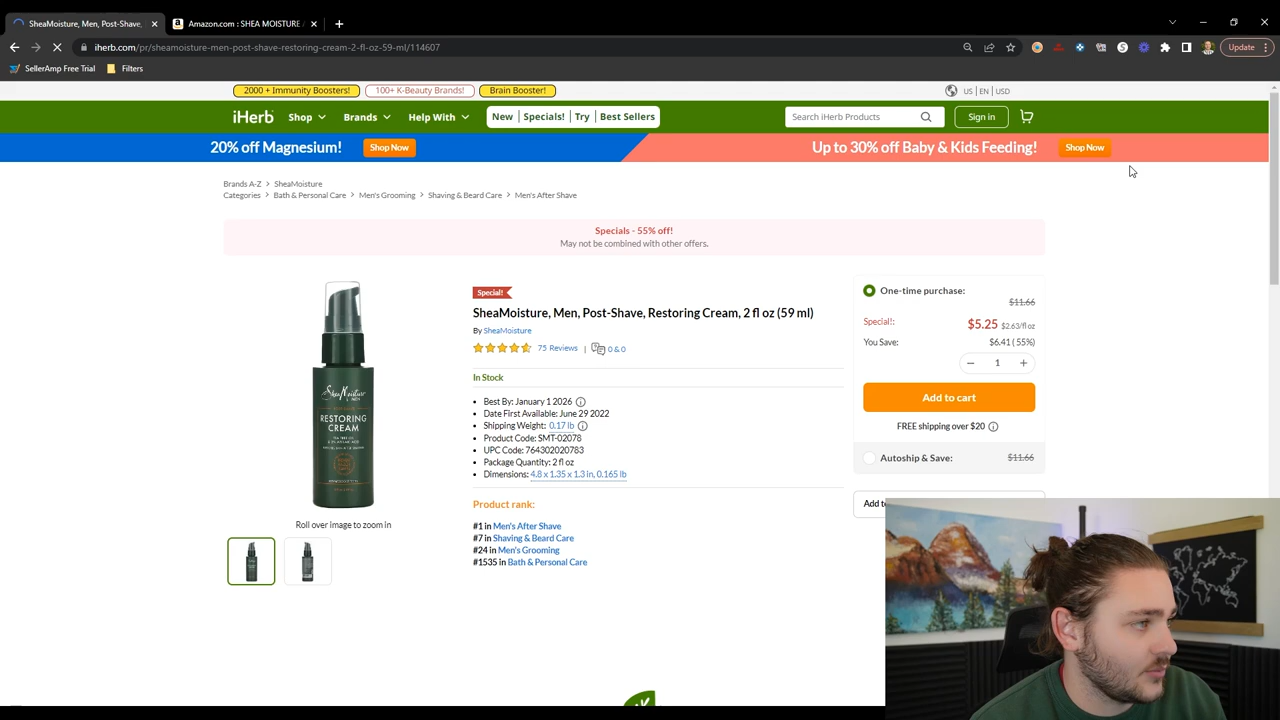 SheaMoisture, Men, Post-Shave,
Amazon.com : SHEA MOISTURE /
iherb.com/pr/sheamoisture-men-post-shave-restoring-cream-2-fl-oz-59-ml/114607
Update
SellerAmp Free Trial
Filters
2000 + Immunity Boosters!
100+ K-Beauty Brands!
Brain Booster!
US | EN | USD
iHerb
Shop
Brands
Help With
New
Specials!
Try
Best Sellers
Search iHerb Products
Sign in
20% off Magnesium!
Shop Now
Up to 30% off Baby & Kids Feeding!
Shop Now
Brands A-Z > SheaMoisture
Categories > Bath & Personal Care > Men's Grooming > Shaving & Beard Care > Men's After Shave
Specials - 55% off!
May not be combined with other offers.
Special!
SheaMoisture, Men, Post-Shave, Restoring Cream, 2 fl oz (59 ml)
By SheaMoisture
75 Reviews | 0 & 0
In Stock
Best By: January 1 2026
Date First Available: June 29 2022
Shipping Weight: 0.17 lb
Product Code: SMT-02078
UPC Code: 764302020783
Package Quantity: 2 fl oz
Dimensions: 4.8 x 1.35 x 1.3 in, 0.165 lb
Product rank:
#1 in Men's After Shave
#7 in Shaving & Beard Care
#24 in Men's Grooming
#1535 in Bath & Personal Care
SheaMoisture
RESTORING
CREAM
Roll over image to zoom in
One-time purchase:
$11.66
Special!:
$5.25 $2.63/fl oz
You Save:
$6.41 ( 55%)
1
Add to cart
FREE shipping over $20
Autoship & Save:
$11.66
Add